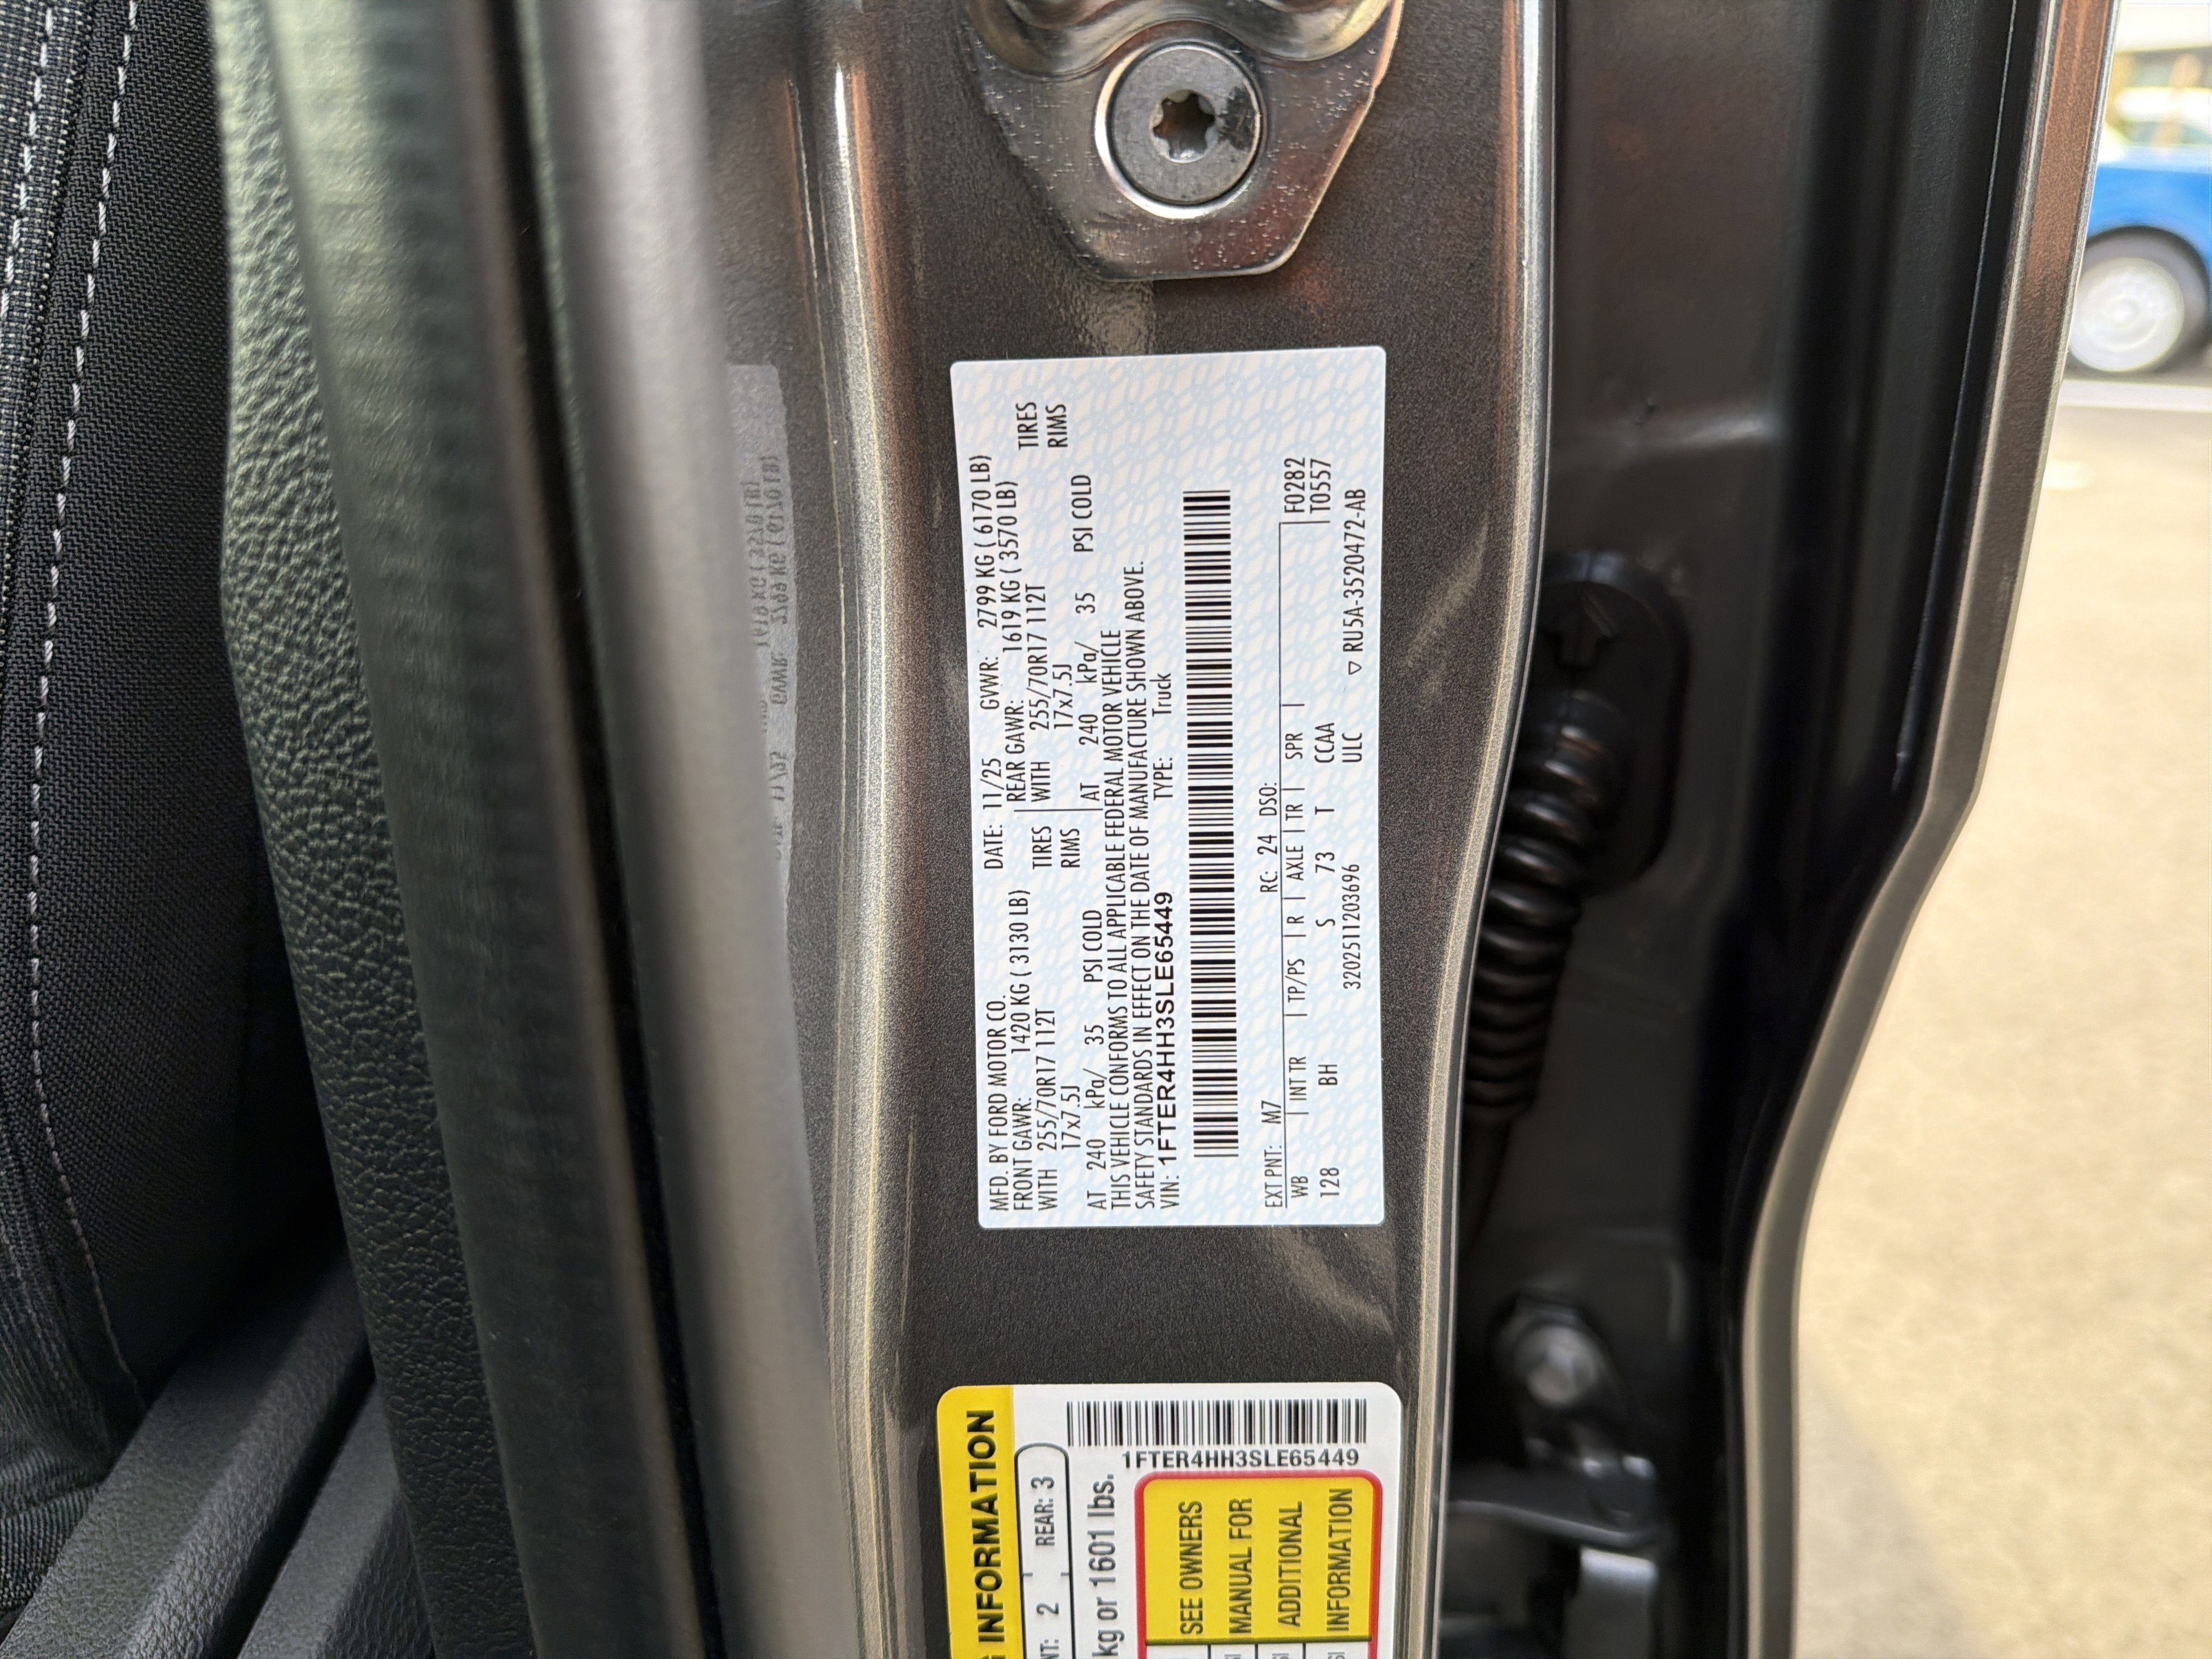 MFD. BY FORD MOTOR CO. DATE: 11/25 GVWR: 2799 KG ( 6170 LB)
FRONT GAWR: 1420 KG ( 3130 LB) REAR GAWR: 1619 KG ( 3570 LB)
WITH 255/70R17 112T TIRES WITH 255/70R17 112T TIRES
17x7.5J RIMS 17x7.5J RIMS
AT 240 kPa/ 35 PSI COLD AT 240 kPa/ 35 PSI COLD
THIS VEHICLE CONFORMS TO ALL APPLICABLE FEDERAL MOTOR VEHICLE
SAFETY STANDARDS IN EFFECT ON THE DATE OF MANUFACTURE SHOWN ABOVE.
VIN: 1FTER4HH3SLE65449 TYPE: Truck
EXT PNT: M7 RC: 24 DSO:
WB INT TR TP/PS R AXLE TR SPR F0282
128 BH S 73 T CCAA T0557
ULC
3202511203696 ▽ RU5A-3520472-AB
INFORMATION
2 REAR: 3
kg or 1601 lbs.
1FTER4HH3SLE65449
SEE OWNERS
MANUAL FOR
ADDITIONAL
INFORMATION